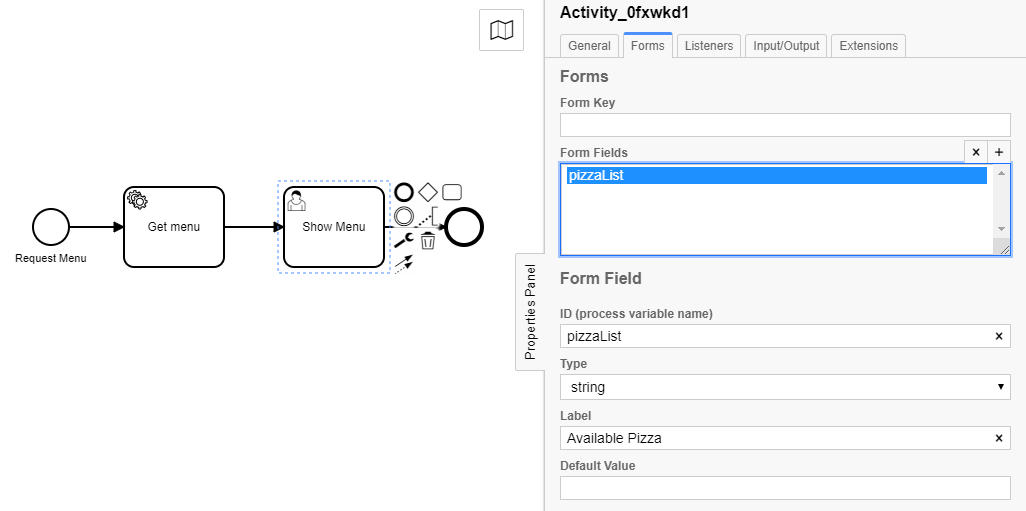 Request Menu
Get menu
Show Menu
Properties Panel
Activity_0fxwkd1
General
Forms
Listeners
Input/Output
Extensions
Forms
Form Key
Form Fields
×
+
pizzaList
Form Field
ID (process variable name)
pizzaList
×
Type
string
Label
Available Pizza
×
Default Value